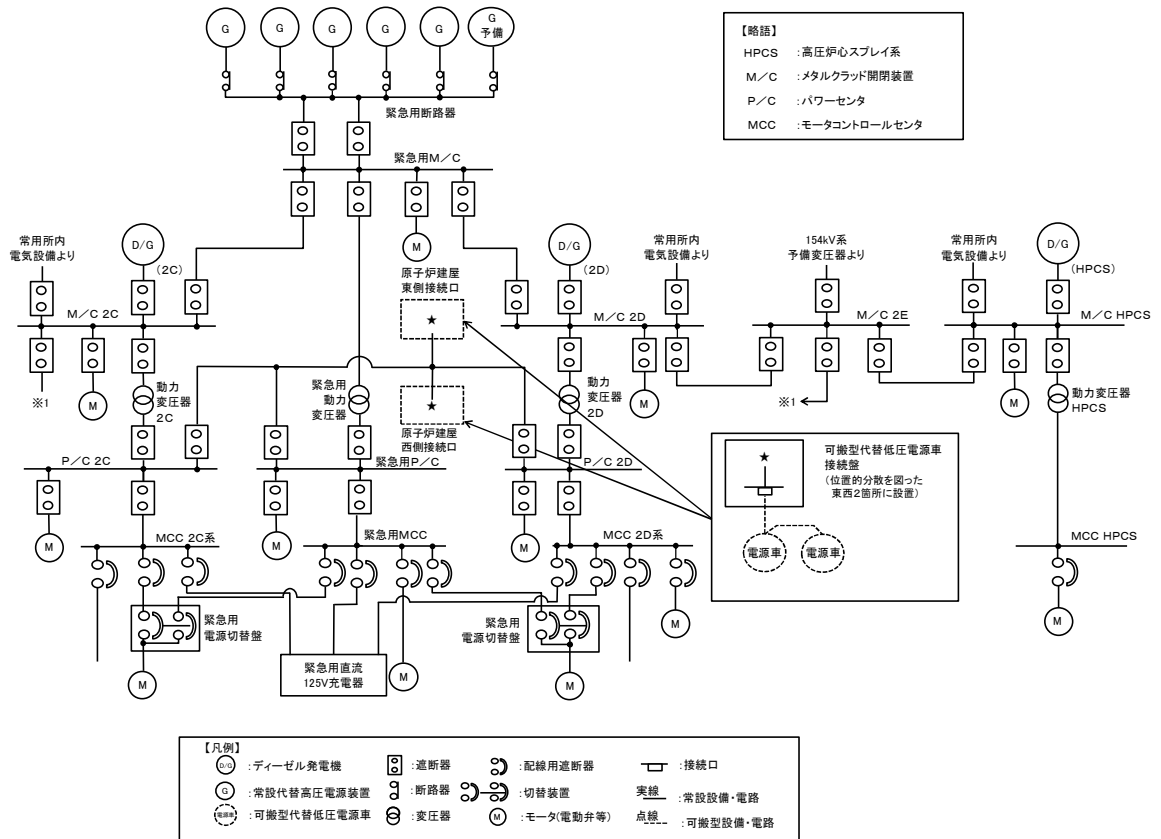 G
G
G
G
G
G
予備
緊急用断路器
緊急用M／C
【略語】
HPCS ：高圧炉心スプレイ系
M／C ：メタルクラッド開閉装置
P／C ：パワーセンタ
MCC ：モータコントロールセンタ
常用所内
電気設備より
D/G
(2C)
M
原子炉建屋
東側接続口
★
D/G
(2D)
常用所内
電気設備より
154kV系
予備変圧器より
常用所内
電気設備より
D/G
(HPCS)
M／C 2C
M／C 2D
M／C 2E
M／C HPCS
※1
M
動力
変圧器
2C
緊急用
動力
変圧器
★
原子炉建屋
西側接続口
動力
変圧器
2D
M
※1
M
動力変圧器
HPCS
P／C 2C
緊急用P／C
P／C 2D
★
可搬型代替低圧電源車
接続盤
（位置的分散を図った
東西2箇所に設置）
電源車
電源車
M
M
M
MCC 2C系
緊急用MCC
MCC 2D系
MCC HPCS
緊急用
電源切替盤
緊急用
電源切替盤
M
M
緊急用直流
125V充電器
M
M
M
【凡例】
D/G ：ディーゼル発電機
：遮断器
：配線用遮断器
：接続口
G ：常設代替高圧電源装置
：断路器
：切替装置
実線 ：常設設備・電路
電源車 ：可搬型代替低圧電源車
：変圧器
M ：モータ(電動弁等)
点線 ：可搬型設備・電路